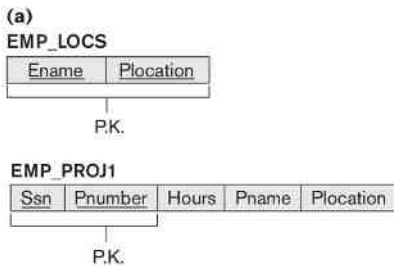 (a)
EMP_LOCS
Ename Plocation
P.K.
EMP_PROJ1
Ssn Pnumber Hours Pname Plocation
P.K.